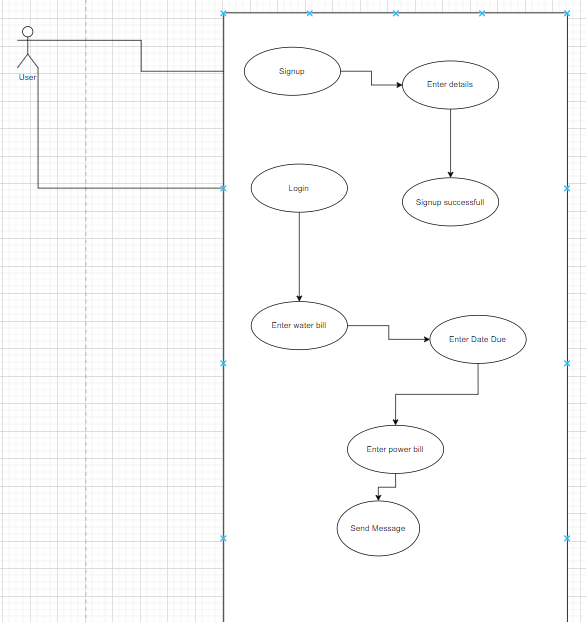 User
Signup
Enter details
Login
Signup successfull
Enter water bill
Enter Date Due
Enter power bill
Send Message